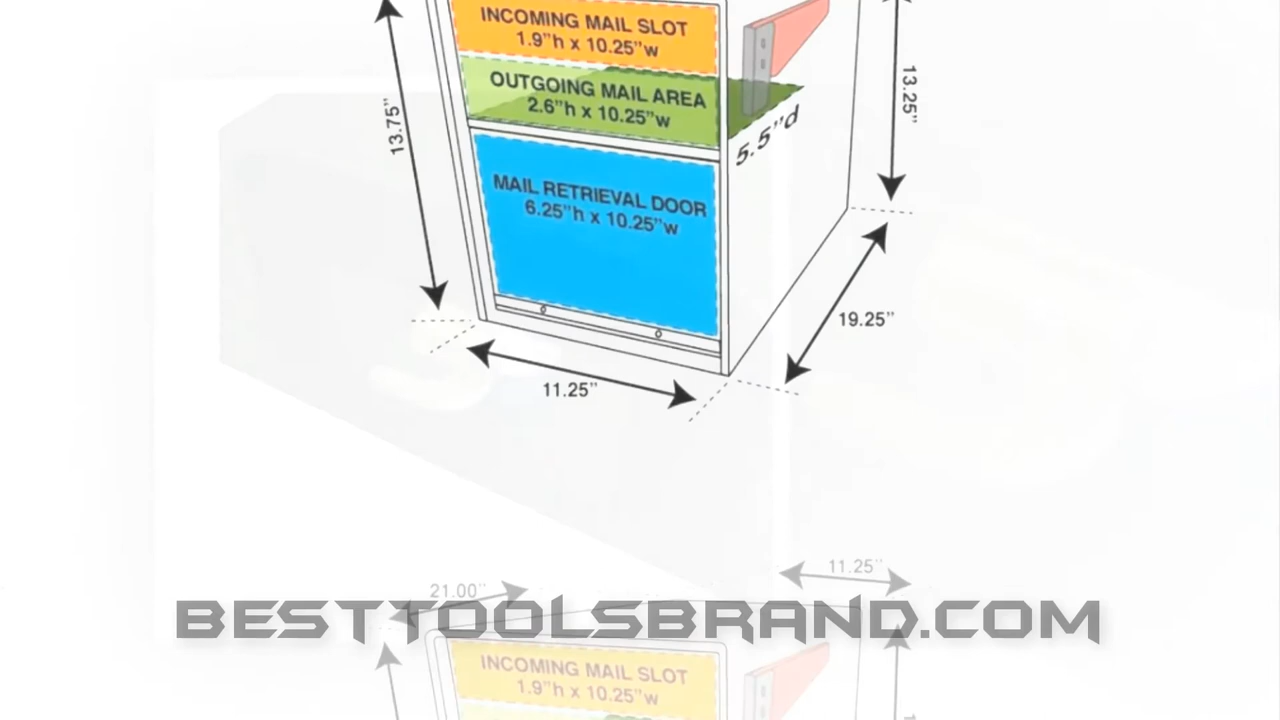 INCOMING MAIL SLOT
1.9”h x 10.25”w
OUTGOING MAIL AREA
2.6”h x 10.25”w
5.5”d
MAIL RETRIEVAL DOOR
6.25”h x 10.25”w
13.75”
13.25”
19.25”
11.25”
11.25”
21.00”
BESTTOOLSBRAND.COM
INCOMING MAIL SLOT
1.9”h x 10.25”w